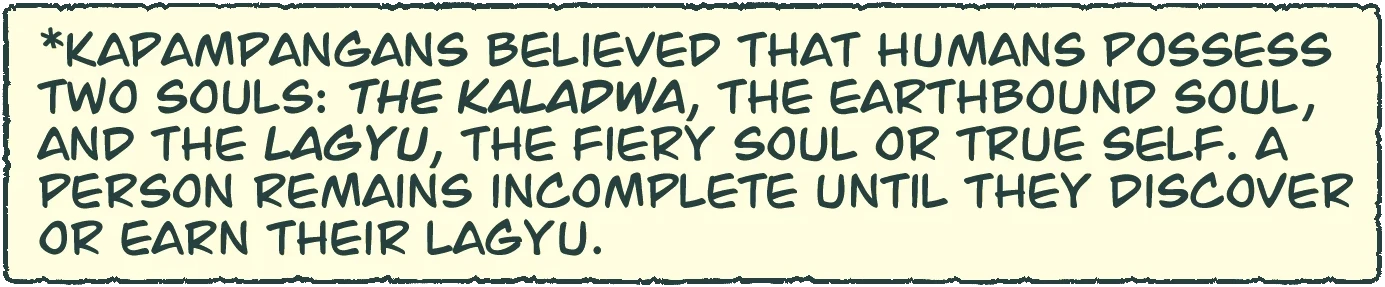 *KAPAMPANGANS BELIEVED THAT HUMANS POSSESS
TWO SOULS: THE KALADWA, THE EARTHBOUND SOUL,
AND THE LAGYU, THE FIERY SOUL OR TRUE SELF. A
PERSON REMAINS INCOMPLETE UNTIL THEY DISCOVER
OR EARN THEIR LAGYU.